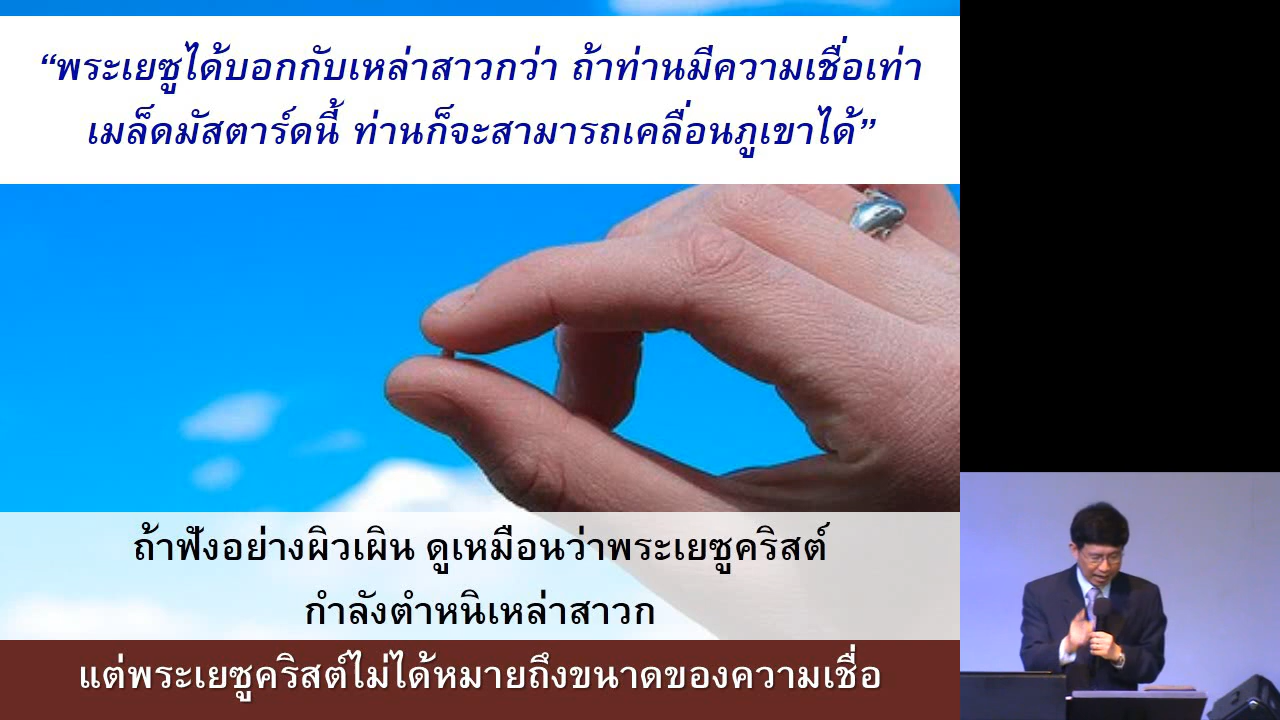 “พระเยซูได้บอกกับเหล่าสาวกว่า ถ้าท่านมีความเชื่อเท่า
เมล็ดมัสตาร์ดนี้ ท่านก็จะสามารถเคลื่อนภูเขาได้”
ถ้าฟังอย่างผิวเผิน ดูเหมือนว่าพระเยซูคริสต์
กำลังตำหนิเหล่าสาวก
แต่พระเยซูคริสต์ไม่ได้หมายถึงขนาดของความเชื่อ